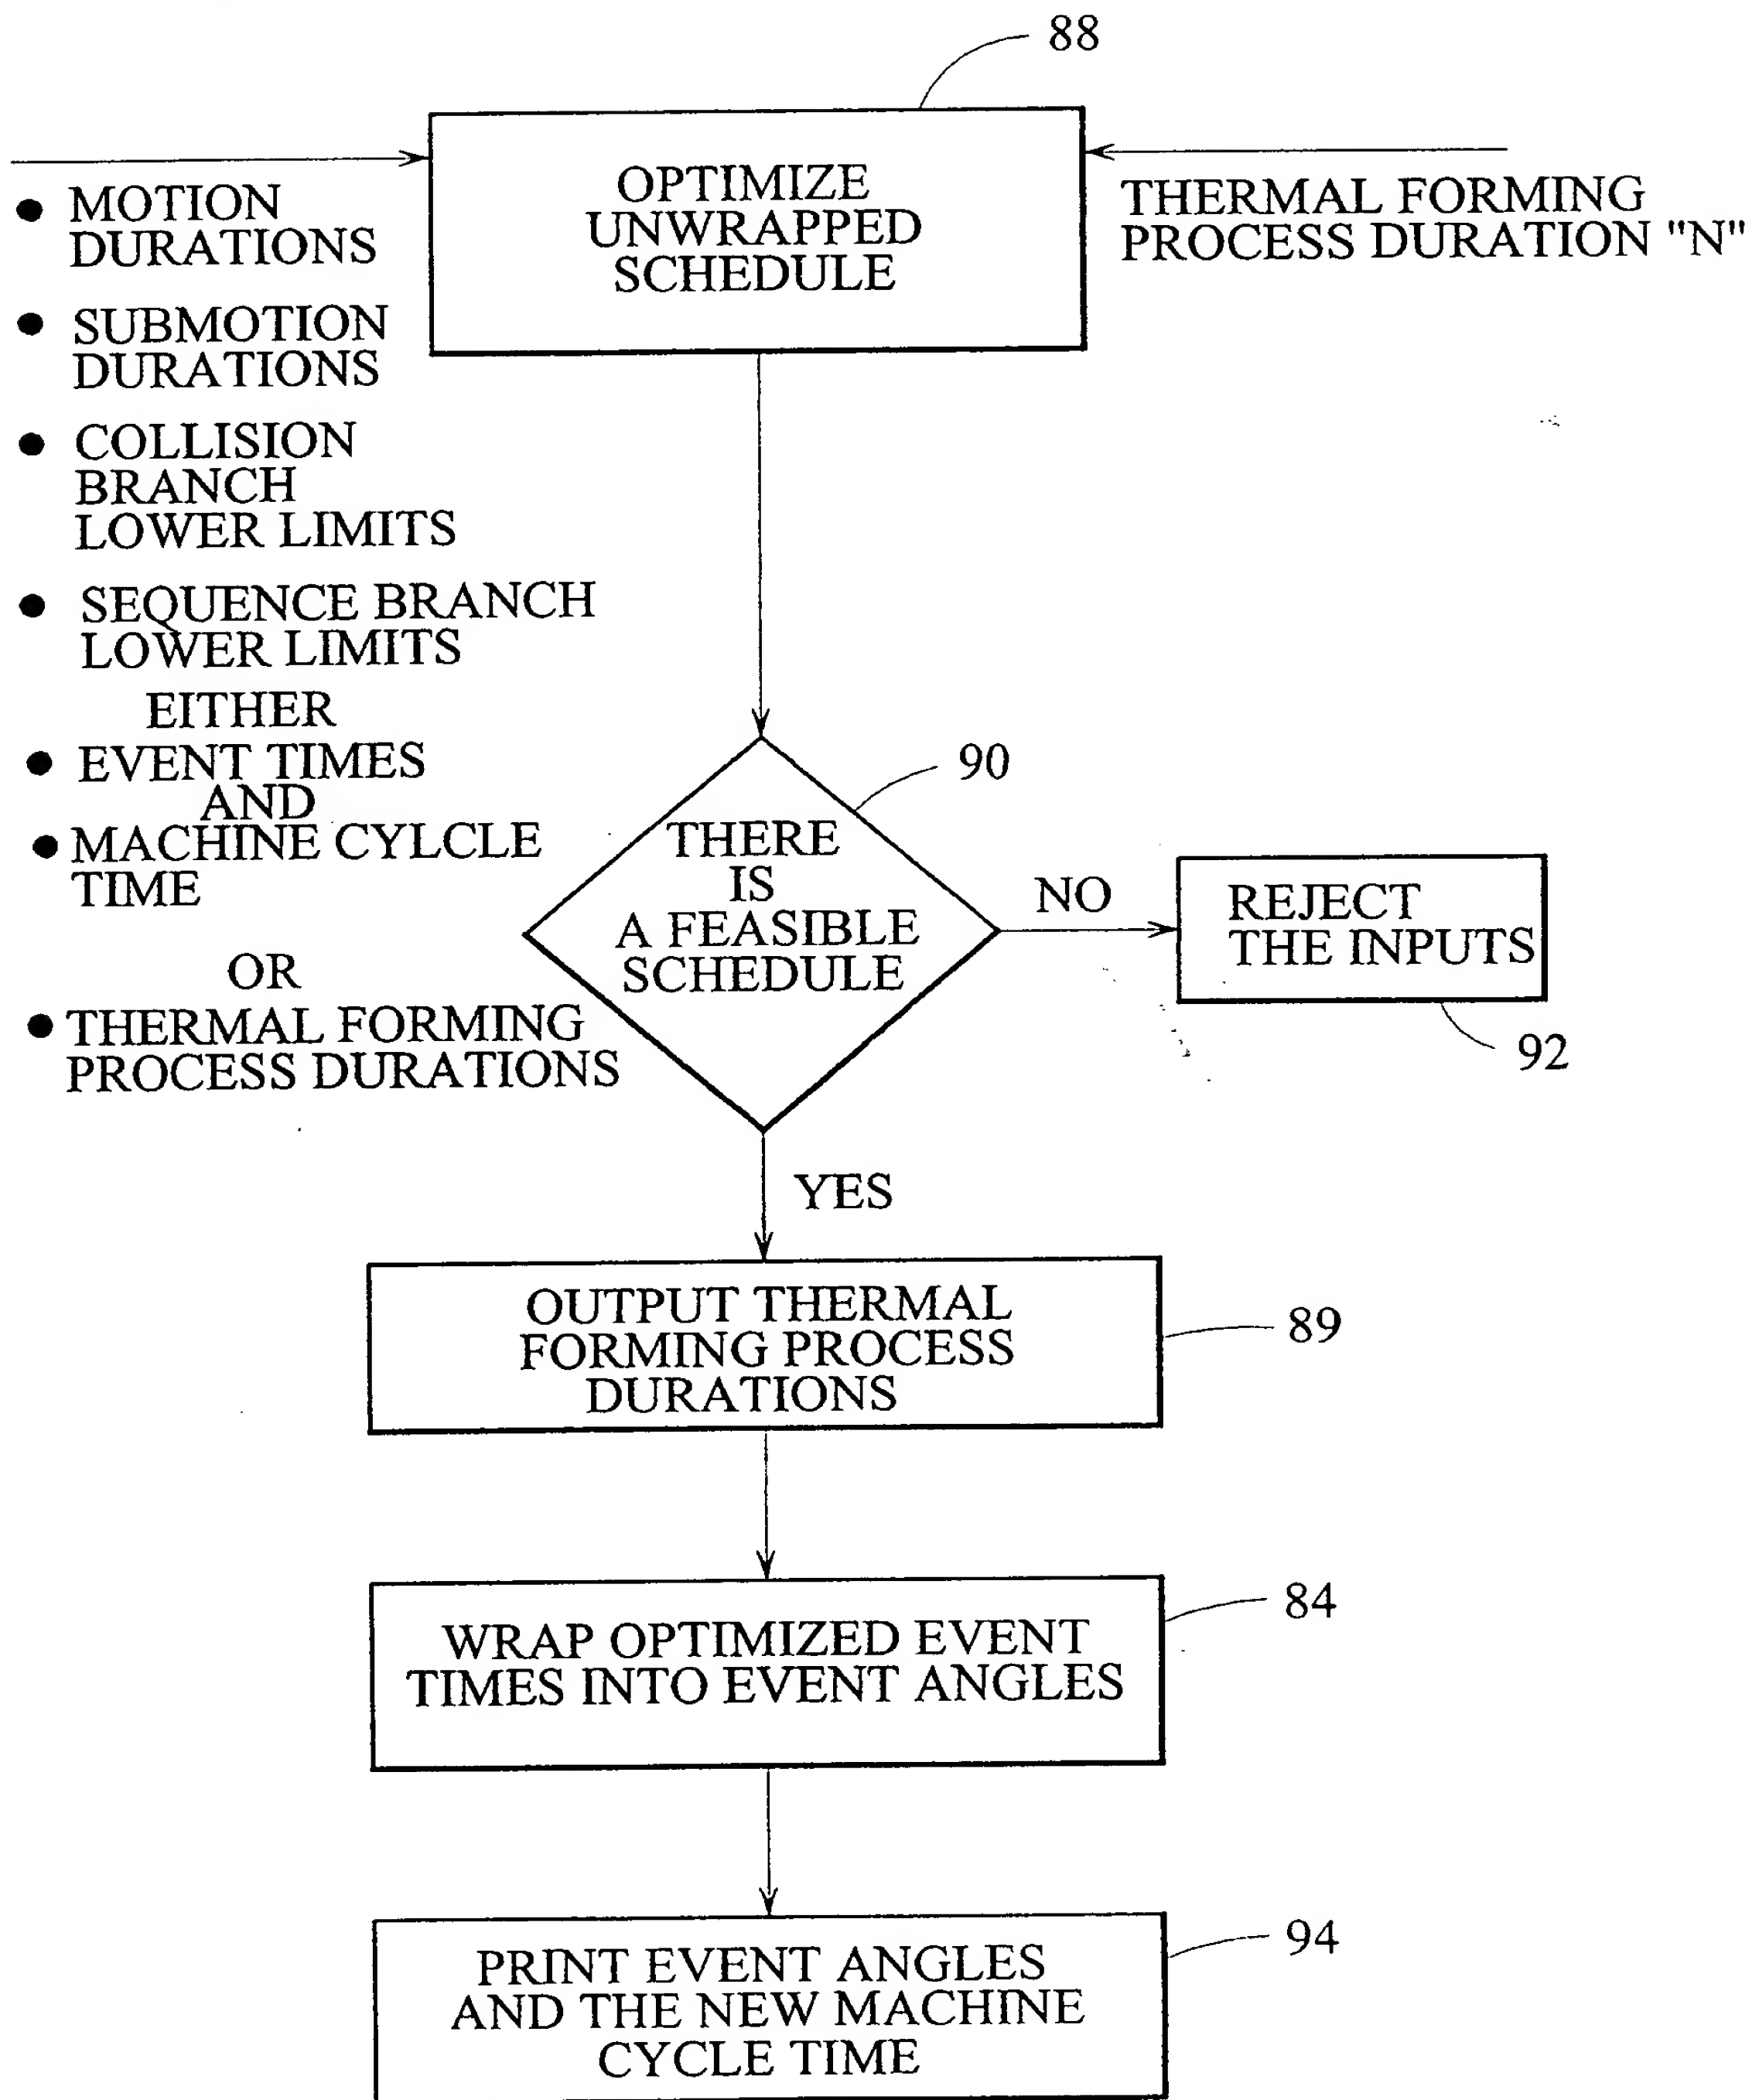 88
OPTIMIZE
UNWRAPPED
SCHEDULE
THERMAL FORMING
PROCESS DURATION "N"
• MOTION
DURATIONS
• SUBMOTION
DURATIONS
• COLLISION
BRANCH
LOWER LIMITS
• SEQUENCE BRANCH
LOWER LIMITS
EITHER
• EVENT TIMES
AND
• MACHINE CYLCLE
TIME
OR
• THERMAL FORMING
PROCESS DURATIONS
90
THERE
IS
A FEASIBLE
SCHEDULE
NO
REJECT
THE INPUTS
92
YES
OUTPUT THERMAL
FORMING PROCESS
DURATIONS
89
WRAP OPTIMIZED EVENT
TIMES INTO EVENT ANGLES
84
PRINT EVENT ANGLES
AND THE NEW MACHINE
CYCLE TIME
94